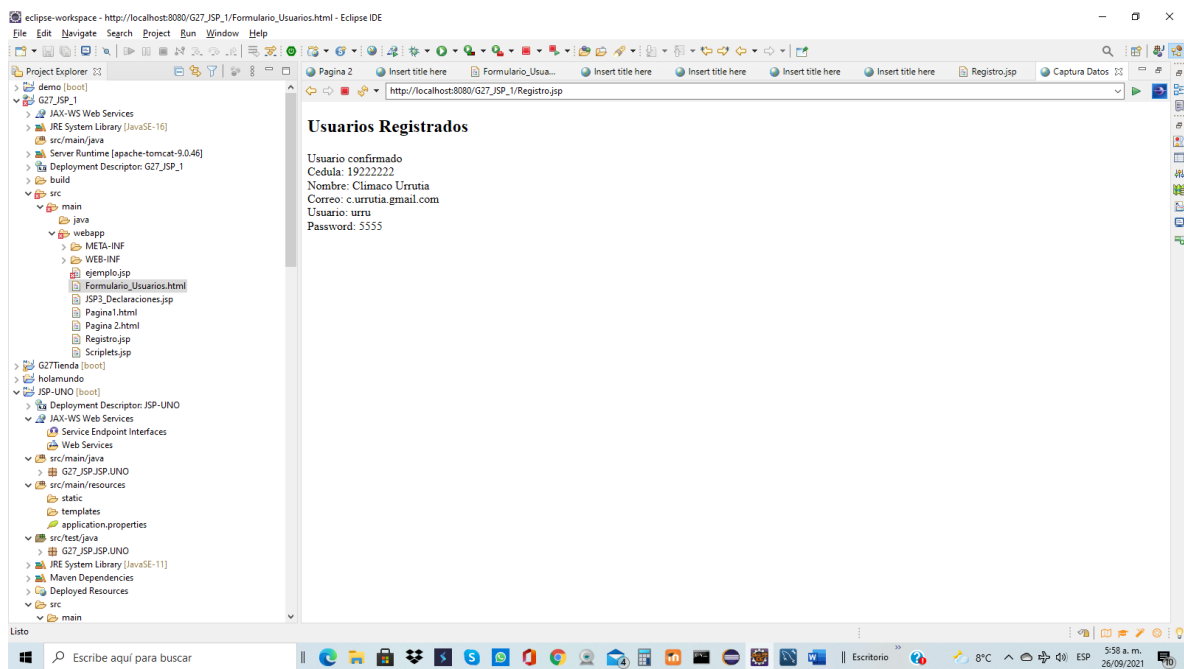 eclipse-workspace - http://localhost:8080/G27_JSP_1/Formulario_Usuarios.html - Eclipse IDE
File Edit Navigate Search Project Run Window Help
Project Explorer
Pagina 2 Insert title here Formulario_Usua... Insert title here Insert title here Insert title here Insert title here Registro.jsp Captura Datos
http://localhost:8080/G27_JSP_1/Registro.jsp
demo [boot]
G27_JSP_1
JAX-WS Web Services
JRE System Library [JavaSE-16]
src/main/java
Server Runtime [apache-tomcat-9.0.46]
Deployment Descriptor: G27_JSP_1
build
src
main
java
webapp
META-INF
WEB-INF
ejemplo.jsp
Formulario_Usuarios.html
JSP3_Declaraciones.jsp
Pagina1.html
Pagina 2.html
Registro.jsp
Scriplets.jsp
G27Tienda [boot]
holamundo
JSP-UNO [boot]
Deployment Descriptor: JSP-UNO
JAX-WS Web Services
Service Endpoint Interfaces
Web Services
src/main/java
G27_JSP.JSP.UNO
src/main/resources
static
templates
application.properties
src/test/java
G27_JSP.JSP.UNO
JRE System Library [JavaSE-11]
Maven Dependencies
Deployed Resources
src
main
Usuarios Registrados
Usuario confirmado
Cedula: 19222222
Nombre: Climaco Urrutia
Correo: c.urrutia.gmail.com
Usuario: urru
Password: 5555
Listo
Escribe aquí para buscar
Escritorio
8°C
ESP
5:58 a. m.
26/09/2021